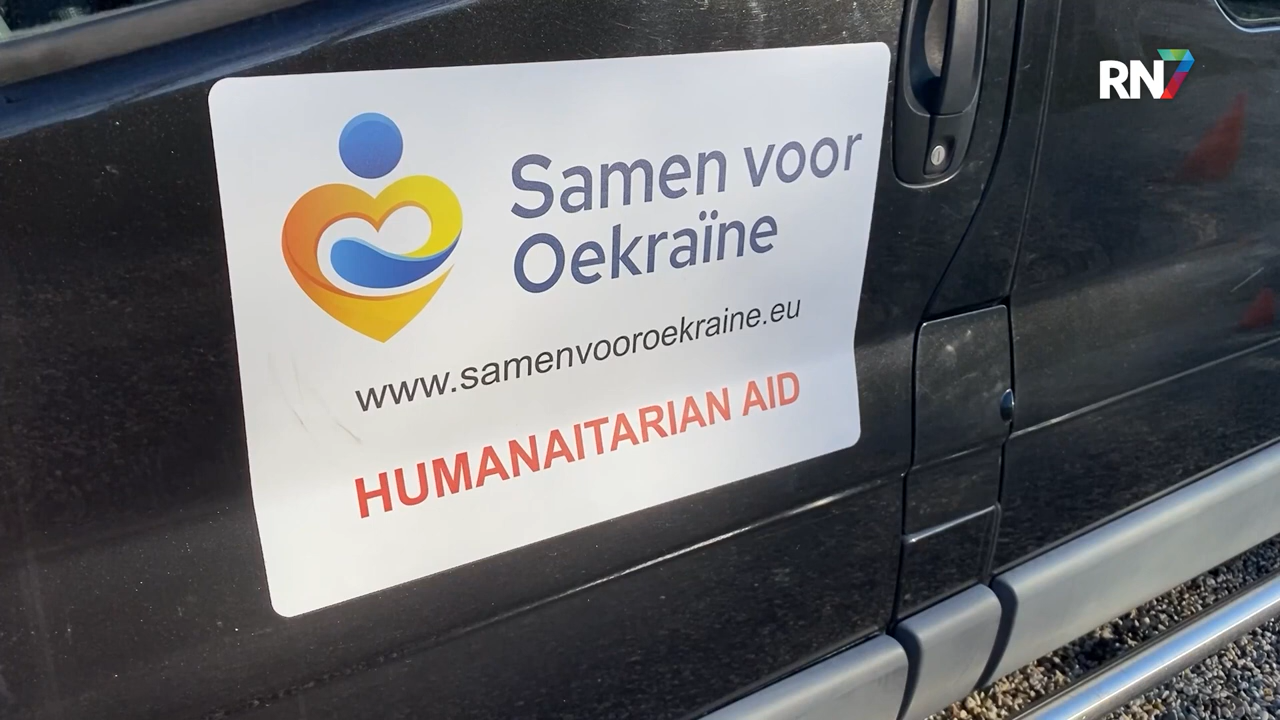 RN7
Samen voor
Oekraïne
www.samenvooroekraine.eu
HUMANAITARIAN AID